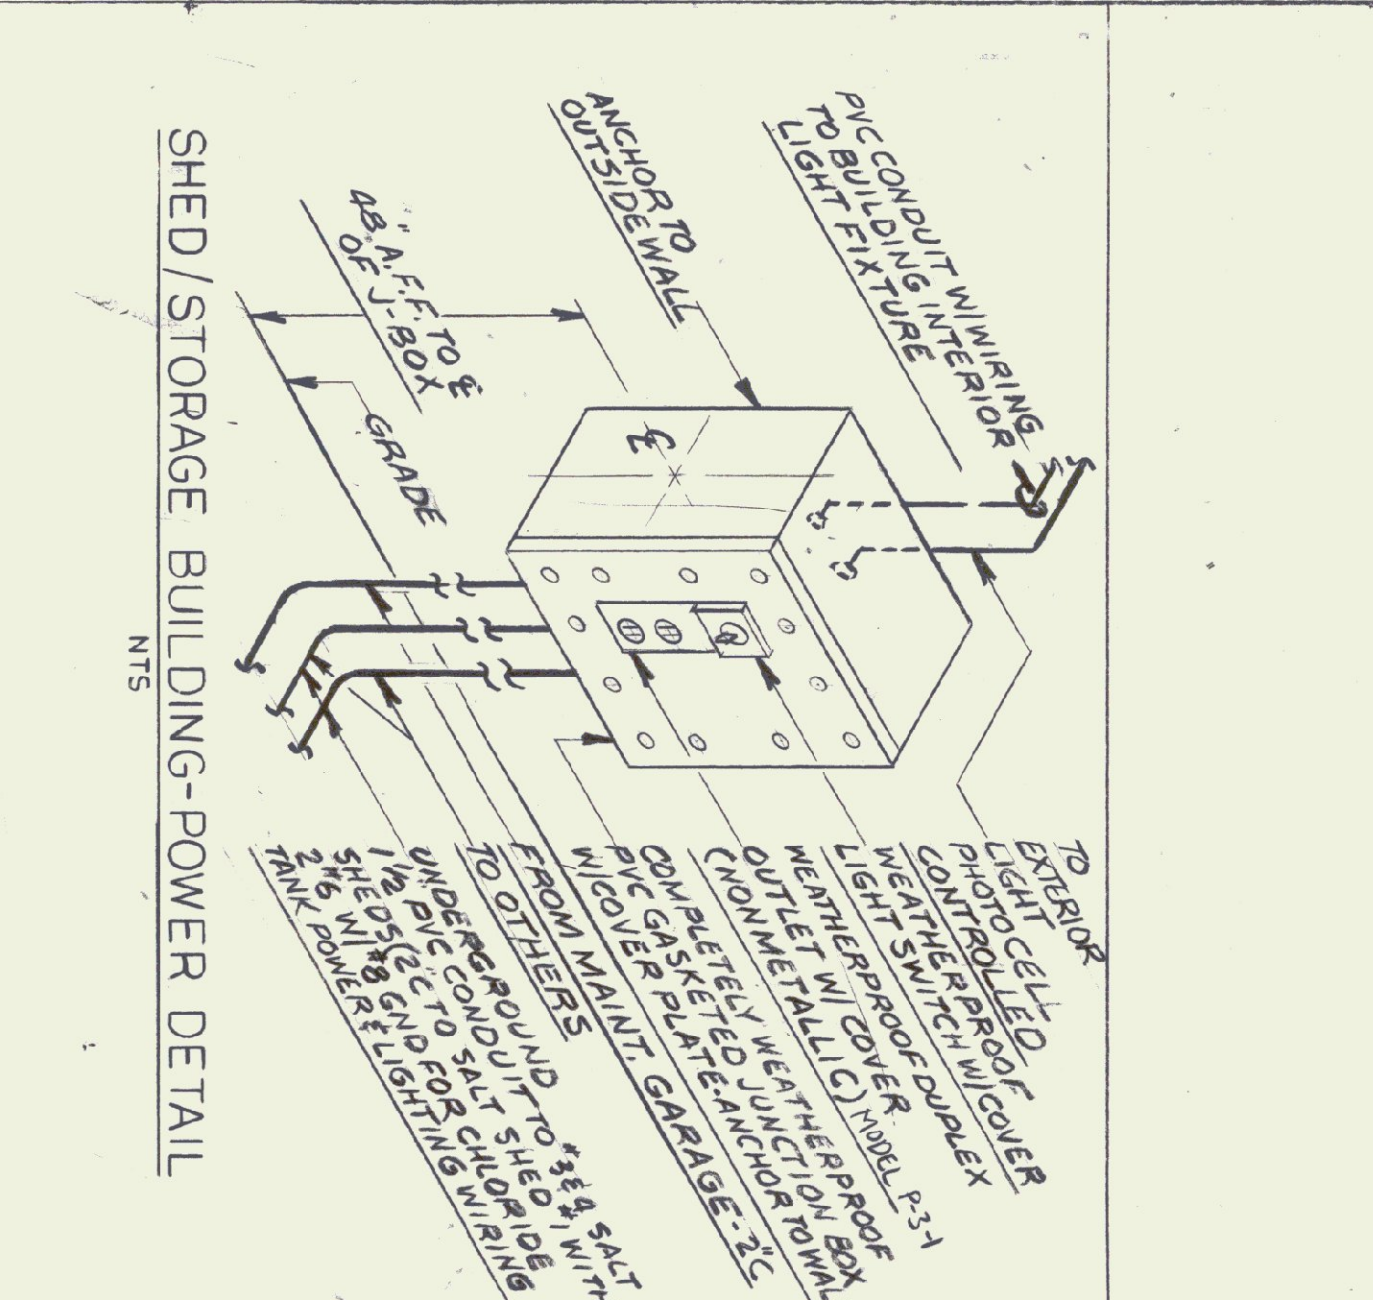 PVC CONDUIT W/WIRING
TO BUILDING INTERIOR
LIGHT FIXTURE
ANCHOR TO
OUTSIDE WALL
48" A.F.F. TO ℄
OF J-BOX
GRADE
℄
TO
EXTERIOR
LIGHT
PHOTOCELL
CONTROLLED
WEATHERPROOF
LIGHT SWITCH W/COVER
WEATHERPROOF DUPLEX
OUTLET W/ COVER
(NONMETALLIC) MODEL P-3-1
COMPLETELY WEATHERPROOF
PVC GASKETED JUNCTION BOX
W/COVER PLATE-ANCHOR TO WAL
FROM MAINT. GARAGE-2"C
TO OTHERS
UNDERGROUND
1 1/2 PVC CONDUIT TO #3&4 SALT
SHEDS (2"C TO SALT SHED #1, WITH
2 #6 W/ #8 GND FOR CHLORIDE
TANK POWER & LIGHTING WIRING
SHED/STORAGE BUILDING-POWER DETAIL
NTS